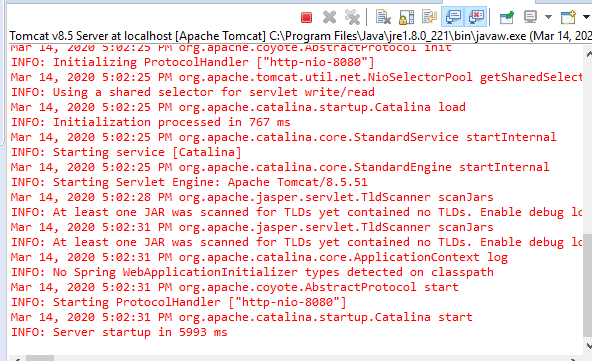 Tomcat v8.5 Server at localhost [Apache Tomcat] C:\Program Files\Java\jre1.8.0_221\bin\javaw.exe (Mar 14, 202
Mar 14, 2020 5:02:25 PM org.apache.coyote.AbstractProtocol init
INFO: Initializing ProtocolHandler ["http-nio-8080"]
Mar 14, 2020 5:02:25 PM org.apache.tomcat.util.net.NioSelectorPool getSharedSelect
INFO: Using a shared selector for servlet write/read
Mar 14, 2020 5:02:25 PM org.apache.catalina.startup.Catalina load
INFO: Initialization processed in 767 ms
Mar 14, 2020 5:02:25 PM org.apache.catalina.core.StandardService startInternal
INFO: Starting service [Catalina]
Mar 14, 2020 5:02:25 PM org.apache.catalina.core.StandardEngine startInternal
INFO: Starting Servlet Engine: Apache Tomcat/8.5.51
Mar 14, 2020 5:02:28 PM org.apache.jasper.servlet.TldScanner scanJars
INFO: At least one JAR was scanned for TLDs yet contained no TLDs. Enable debug lo
Mar 14, 2020 5:02:31 PM org.apache.jasper.servlet.TldScanner scanJars
INFO: At least one JAR was scanned for TLDs yet contained no TLDs. Enable debug lo
Mar 14, 2020 5:02:31 PM org.apache.catalina.core.ApplicationContext log
INFO: No Spring WebApplicationInitializer types detected on classpath
Mar 14, 2020 5:02:31 PM org.apache.coyote.AbstractProtocol start
INFO: Starting ProtocolHandler ["http-nio-8080"]
Mar 14, 2020 5:02:31 PM org.apache.catalina.startup.Catalina start
INFO: Server startup in 5993 ms